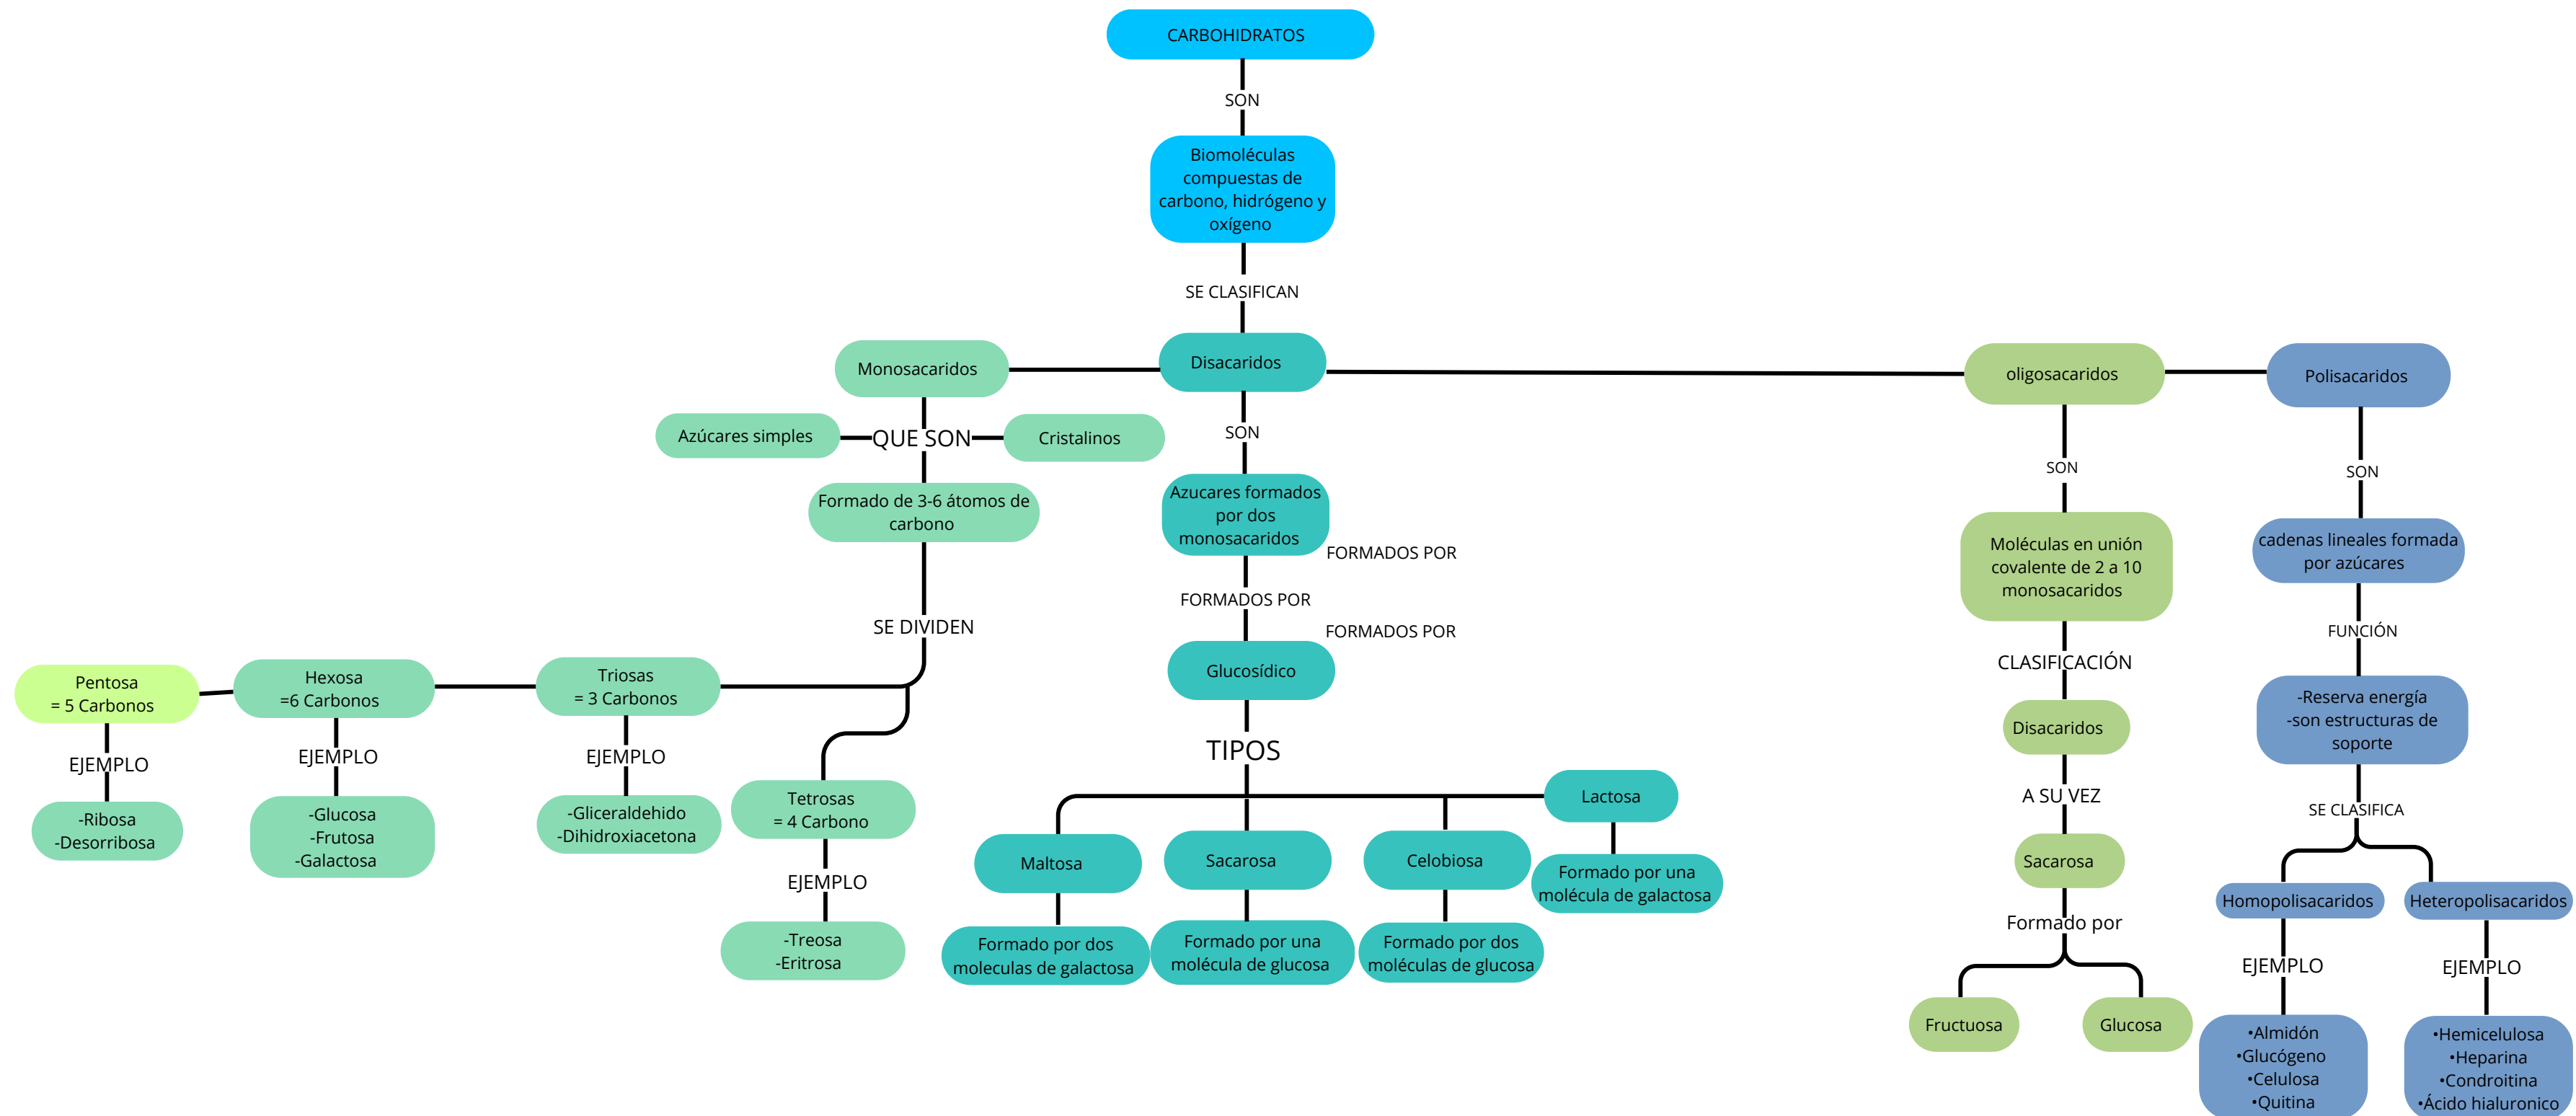 CARBOHIDRATOS
SON
Biomoléculas
compuestas de
carbono, hidrógeno y
oxígeno
SE CLASIFICAN
Monosacaridos
Disacaridos
oligosacaridos
Polisacaridos
Azúcares simples
QUE SON
Cristalinos
Formado de 3-6 átomos de
carbono
SE DIVIDEN
Pentosa
= 5 Carbonos
Hexosa
=6 Carbonos
Triosas
= 3 Carbonos
EJEMPLO
EJEMPLO
EJEMPLO
-Ribosa
-Desorribosa
-Glucosa
-Frutosa
-Galactosa
-Gliceraldehido
-Dihidroxiacetona
Tetrosas
= 4 Carbono
EJEMPLO
-Treosa
-Eritrosa
SON
Azucares formados
por dos
monosacaridos
FORMADOS POR
FORMADOS POR
FORMADOS POR
Glucosídico
TIPOS
Lactosa
Maltosa
Sacarosa
Celobiosa
Formado por una
molécula de galactosa
Formado por dos
moleculas de galactosa
Formado por una
molécula de glucosa
Formado por dos
moléculas de glucosa
SON
Moléculas en unión
covalente de 2 a 10
monosacaridos
CLASIFICACIÓN
Disacaridos
A SU VEZ
Sacarosa
Formado por
Fructuosa
Glucosa
SON
cadenas lineales formada
por azúcares
FUNCIÓN
-Reserva energía
-son estructuras de
soporte
SE CLASIFICA
Homopolisacaridos
Heteropolisacaridos
EJEMPLO
EJEMPLO
•Almidón
•Glucógeno
•Celulosa
•Quitina
•Hemicelulosa
•Heparina
•Condroitina
•Ácido hialuronico